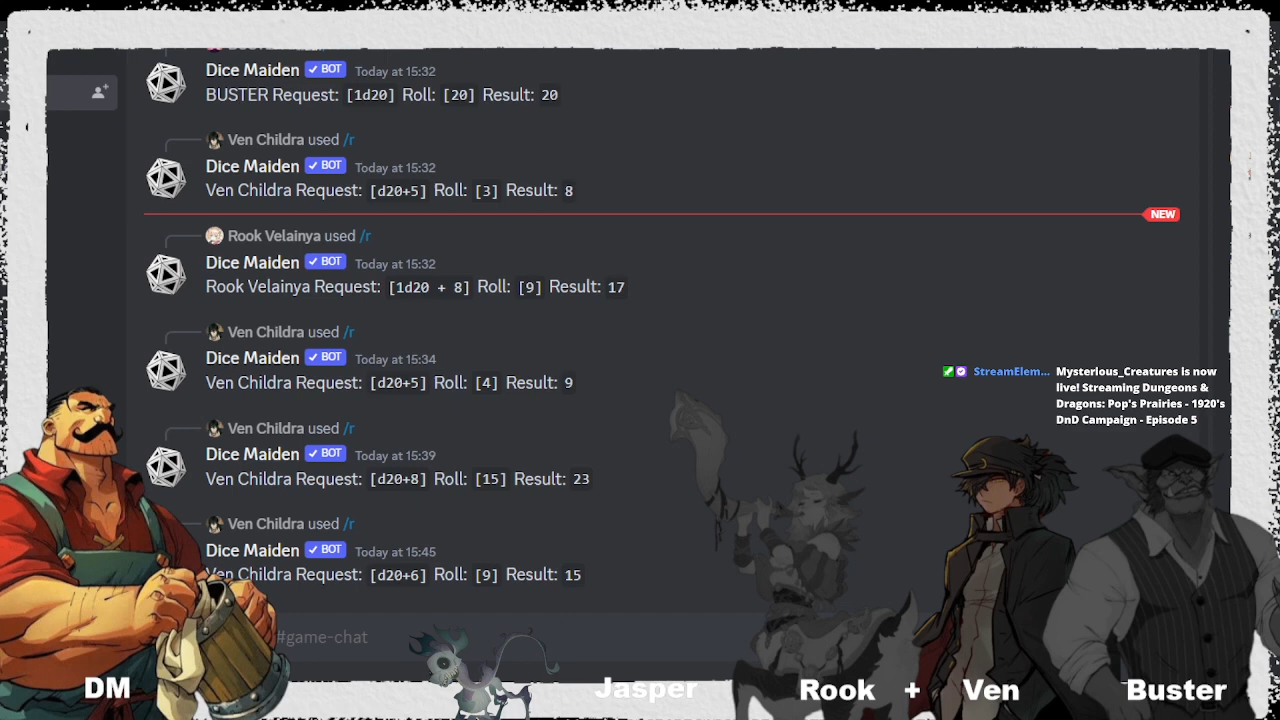 Dice Maiden ✓ BOT Today at 15:32
BUSTER Request: [1d20] Roll: [20] Result: 20
Ven Childra used /r
Dice Maiden ✓ BOT Today at 15:32
Ven Childra Request: [d20+5] Roll: [3] Result: 8
NEW
Rook Velainya used /r
Dice Maiden ✓ BOT Today at 15:32
Rook Velainya Request: [1d20 + 8] Roll: [9] Result: 17
Ven Childra used /r
Dice Maiden ✓ BOT Today at 15:34
Ven Childra Request: [d20+5] Roll: [4] Result: 9
Ven Childra used /r
Dice Maiden ✓ BOT Today at 15:39
Ven Childra Request: [d20+8] Roll: [15] Result: 23
Ven Childra used /r
Dice Maiden ✓ BOT Today at 15:45
Ven Childra Request: [d20+6] Roll: [9] Result: 15
#game-chat
StreamElem... Mysterious_Creatures is now
live! Streaming Dungeons &
Dragons: Pop's Prairies - 1920's
DnD Campaign - Episode 5
DM
Jasper
Rook + Ven
Buster